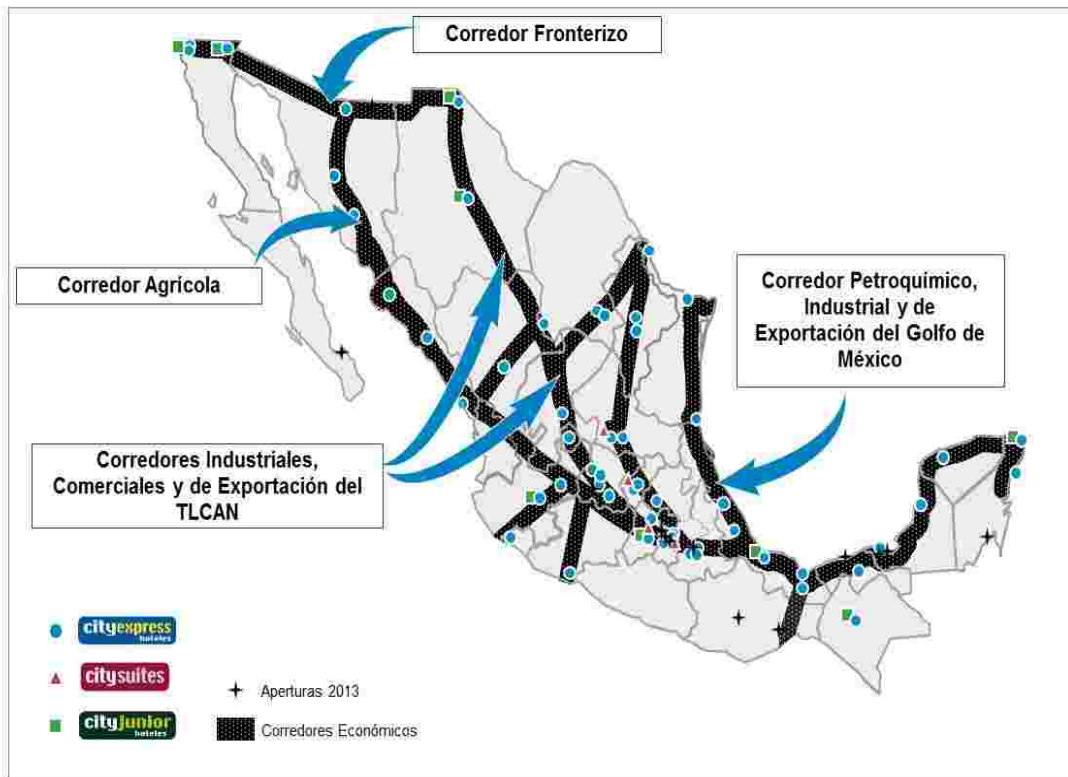 Corredor Fronterizo
Corredor Agrícola
Corredor Petroquímico,
Industrial y de
Exportación del Golfo de
México
Corredores Industriales,
Comerciales y de Exportación del
TLCAN
cityexpress
hoteles
citysuites
cityjunior
hoteles
Aperturas 2013
Corredores Económicos